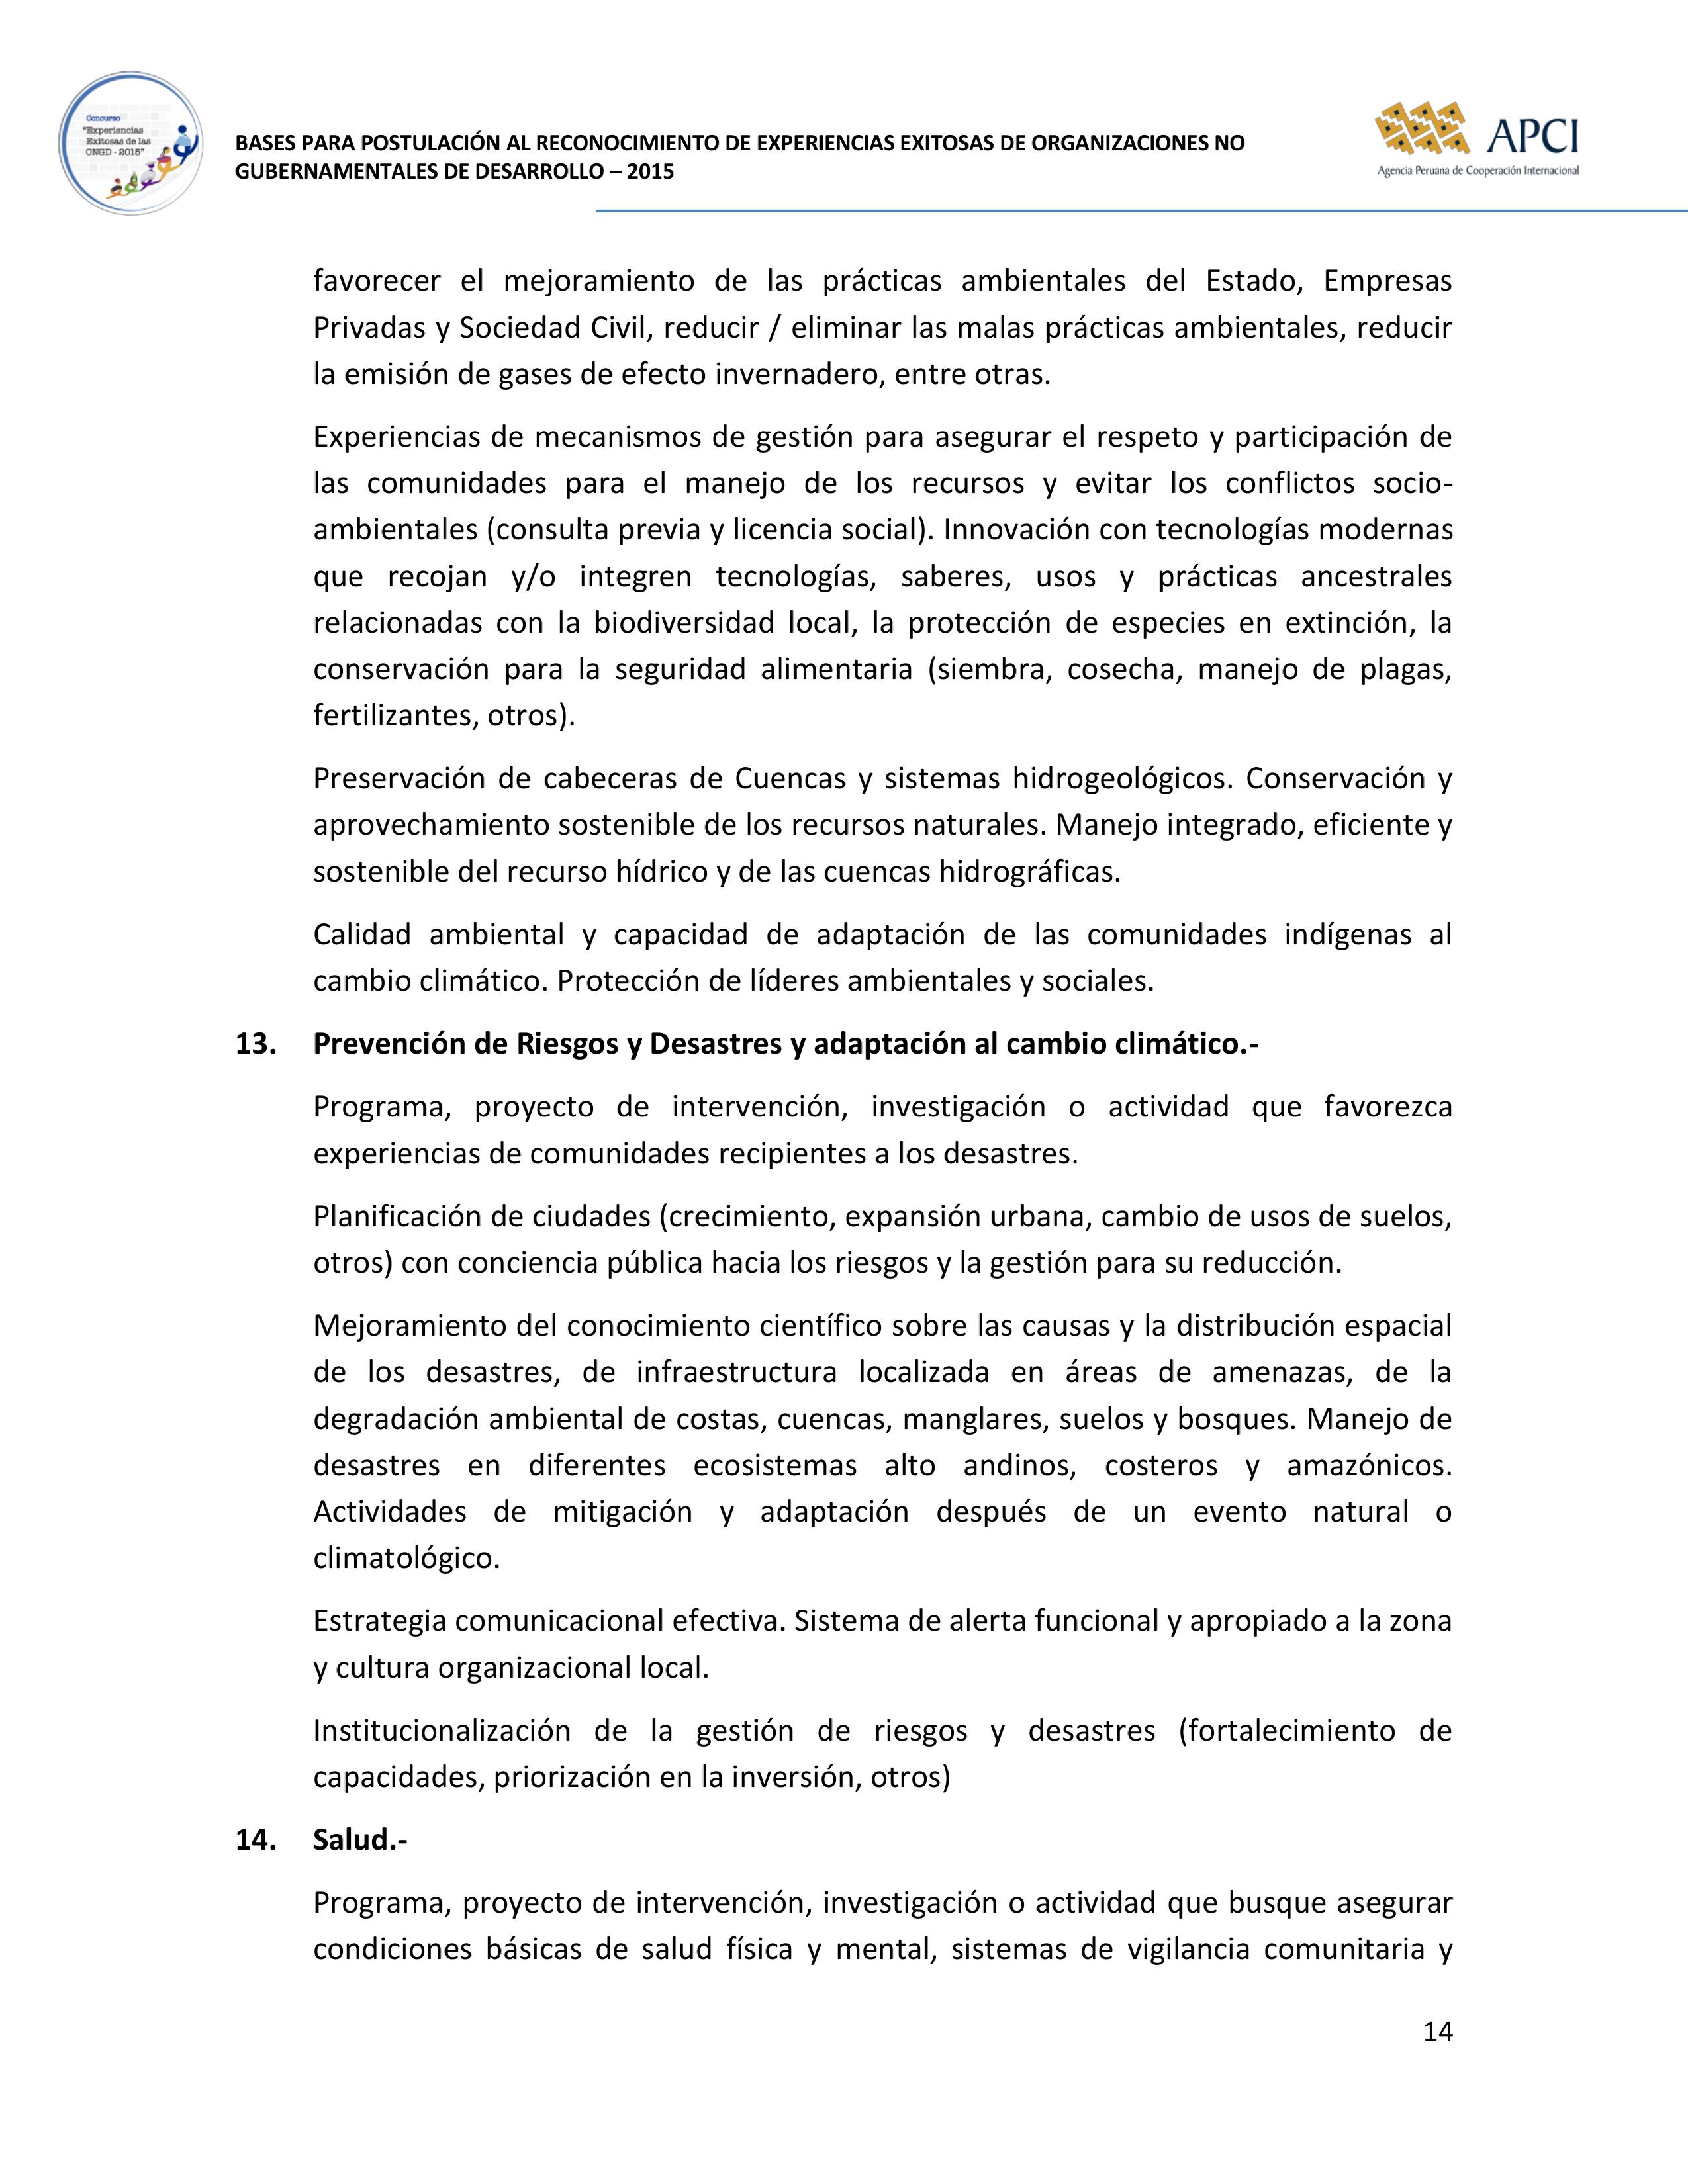 Concurso
"Experiencias
Exitosas de las
ONGD - 2015"
BASES PARA POSTULACIÓN AL RECONOCIMIENTO DE EXPERIENCIAS EXITOSAS DE ORGANIZACIONES NO
GUBERNAMENTALES DE DESARROLLO – 2015
APCI
Agencia Peruana de Cooperación Internacional
favorecer el mejoramiento de las prácticas ambientales del Estado, Empresas
Privadas y Sociedad Civil, reducir / eliminar las malas prácticas ambientales, reducir
la emisión de gases de efecto invernadero, entre otras.
Experiencias de mecanismos de gestión para asegurar el respeto y participación de
las comunidades para el manejo de los recursos y evitar los conflictos socio-
ambientales (consulta previa y licencia social). Innovación con tecnologías modernas
que recojan y/o integren tecnologías, saberes, usos y prácticas ancestrales
relacionadas con la biodiversidad local, la protección de especies en extinción, la
conservación para la seguridad alimentaria (siembra, cosecha, manejo de plagas,
fertilizantes, otros).
Preservación de cabeceras de Cuencas y sistemas hidrogeológicos. Conservación y
aprovechamiento sostenible de los recursos naturales. Manejo integrado, eficiente y
sostenible del recurso hídrico y de las cuencas hidrográficas.
Calidad ambiental y capacidad de adaptación de las comunidades indígenas al
cambio climático. Protección de líderes ambientales y sociales.
13. Prevención de Riesgos y Desastres y adaptación al cambio climático.-
Programa, proyecto de intervención, investigación o actividad que favorezca
experiencias de comunidades recipientes a los desastres.
Planificación de ciudades (crecimiento, expansión urbana, cambio de usos de suelos,
otros) con conciencia pública hacia los riesgos y la gestión para su reducción.
Mejoramiento del conocimiento científico sobre las causas y la distribución espacial
de los desastres, de infraestructura localizada en áreas de amenazas, de la
degradación ambiental de costas, cuencas, manglares, suelos y bosques. Manejo de
desastres en diferentes ecosistemas alto andinos, costeros y amazónicos.
Actividades de mitigación y adaptación después de un evento natural o
climatológico.
Estrategia comunicacional efectiva. Sistema de alerta funcional y apropiado a la zona
y cultura organizacional local.
Institucionalización de la gestión de riesgos y desastres (fortalecimiento de
capacidades, priorización en la inversión, otros)
14. Salud.-
Programa, proyecto de intervención, investigación o actividad que busque asegurar
condiciones básicas de salud física y mental, sistemas de vigilancia comunitaria y
14